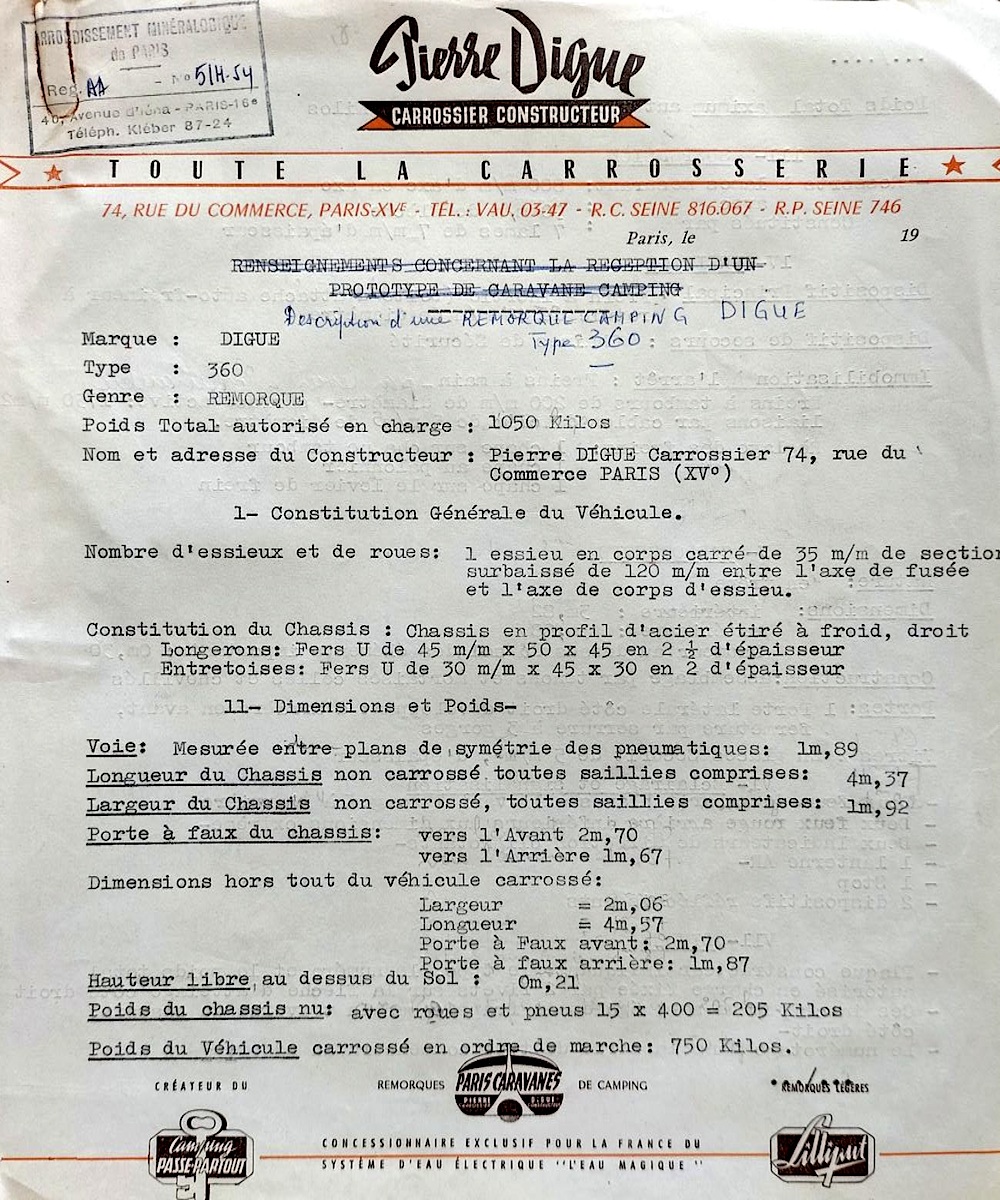 ARRONDISSEMENT MINÉRALOGIQUE
de PARIS
Reg. AA - No 5/H-54
40, Avenue d'Iéna - PARIS-16e
Téléph. Kléber 87-24
Pierre Digue
CARROSSIER CONSTRUCTEUR
TOUTE LA CARROSSERIE
74, RUE DU COMMERCE, PARIS-XVE - TÉL. : VAU. 03-47 - R.C. SEINE 816.067 - R.P. SEINE 746
Paris, le 19
RENSEIGNEMENTS CONCERNANT LA RECEPTION D'UN
PROTOTYPE DE CARAVANE CAMPING
Description d'une REMORQUE CAMPING DIGUE
Type 360
Marque : DIGUE
Type : 360
Genre : REMORQUE
Poids Total autorisé en charge : 1050 Kilos
Nom et adresse du Constructeur : Pierre DIGUE Carrossier 74, rue du
Commerce PARIS (XVº)
1- Constitution Générale du Véhicule.
Nombre d'essieux et de roues: 1 essieu en corps carré de 35 m/m de section
surbaissé de 120 m/m entre l'axe de fusée
et l'axe de corps d'essieu.
Constitution du Chassis : Chassis en profil d'acier étiré à froid, droit
Longerons: Fers U de 45 m/m x 50 x 45 en 2 ½ d'épaisseur
Entretoises: Fers U de 30 m/m x 45 x 30 en 2 d'épaisseur
11- Dimensions et Poids-
Voie: Mesurée entre plans de symétrie des pneumatiques: 1m,89
Longueur du Chassis non carrossé toutes saillies comprises: 4m,37
Largeur du Chassis non carrossé, toutes saillies comprises: 1m,92
Porte à faux du chassis: vers l'Avant 2m,70
vers l'Arrière 1m,67
Dimensions hors tout du véhicule carrossé:
Largeur = 2m,06
Longueur = 4m,57
Porte à Faux avant: 2m,70
Porte à faux arrière: 1m,87
Hauteur libre au dessus du Sol : 0m,21
Poids du chassis nu: avec roues et pneus 15 x 400 = 205 Kilos
Poids du Véhicule carrossé en ordre de marche: 750 Kilos.
CRÉATEUR DU REMORQUES PARIS CARAVANES DE CAMPING REMORQUES LÉGÈRES
PIERRE DIGUE
Camping PASSE-PARTOUT
CONCESSIONNAIRE EXCLUSIF POUR LA FRANCE DU
SYSTÈME D'EAU ÉLECTRIQUE "L'EAU MAGIQUE"
Lilliput